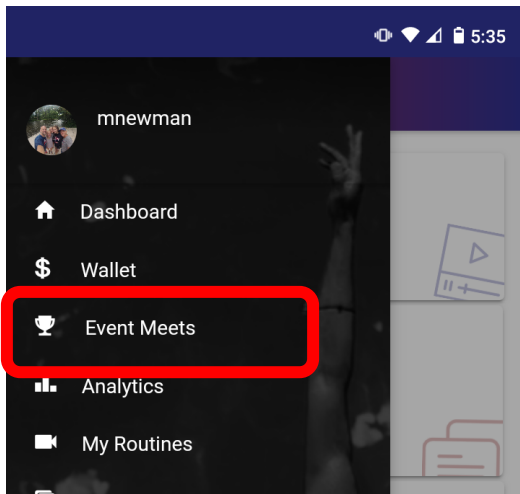 5:35
mnewman
Dashboard
$ Wallet
Event Meets
Analytics
My Routines